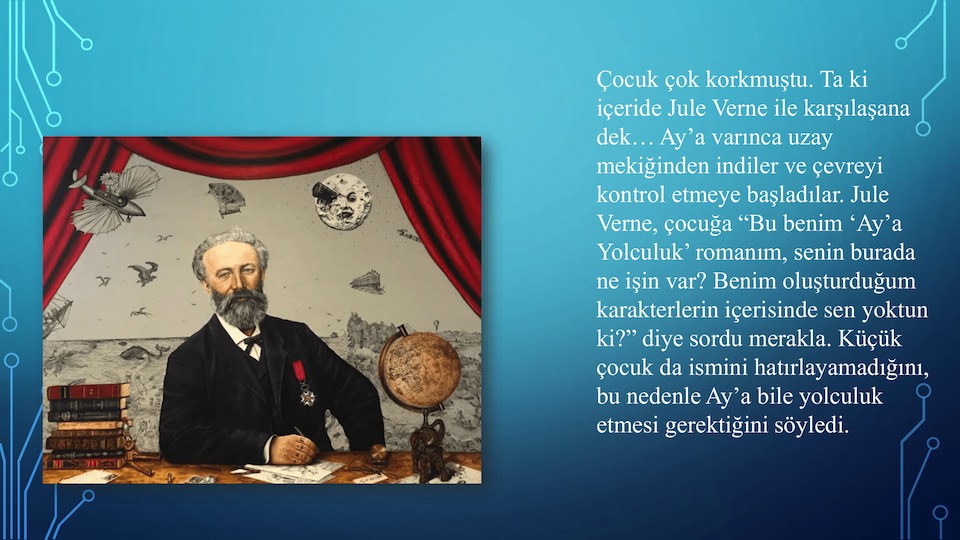 Çocuk çok korkmuştu. Ta ki
içeride Jule Verne ile karşılaşana
dek… Ay’a varınca uzay
mekiğinden indiler ve çevreyi
kontrol etmeye başladılar. Jule
Verne, çocuğa “Bu benim ‘Ay’a
Yolculuk’ romanım, senin burada
ne işin var? Benim oluşturduğum
karakterlerin içerisinde sen yoktun
ki?” diye sordu merakla. Küçük
çocuk da ismini hatırlayamadığını,
bu nedenle Ay’a bile yolculuk
etmesi gerektiğini söyledi.